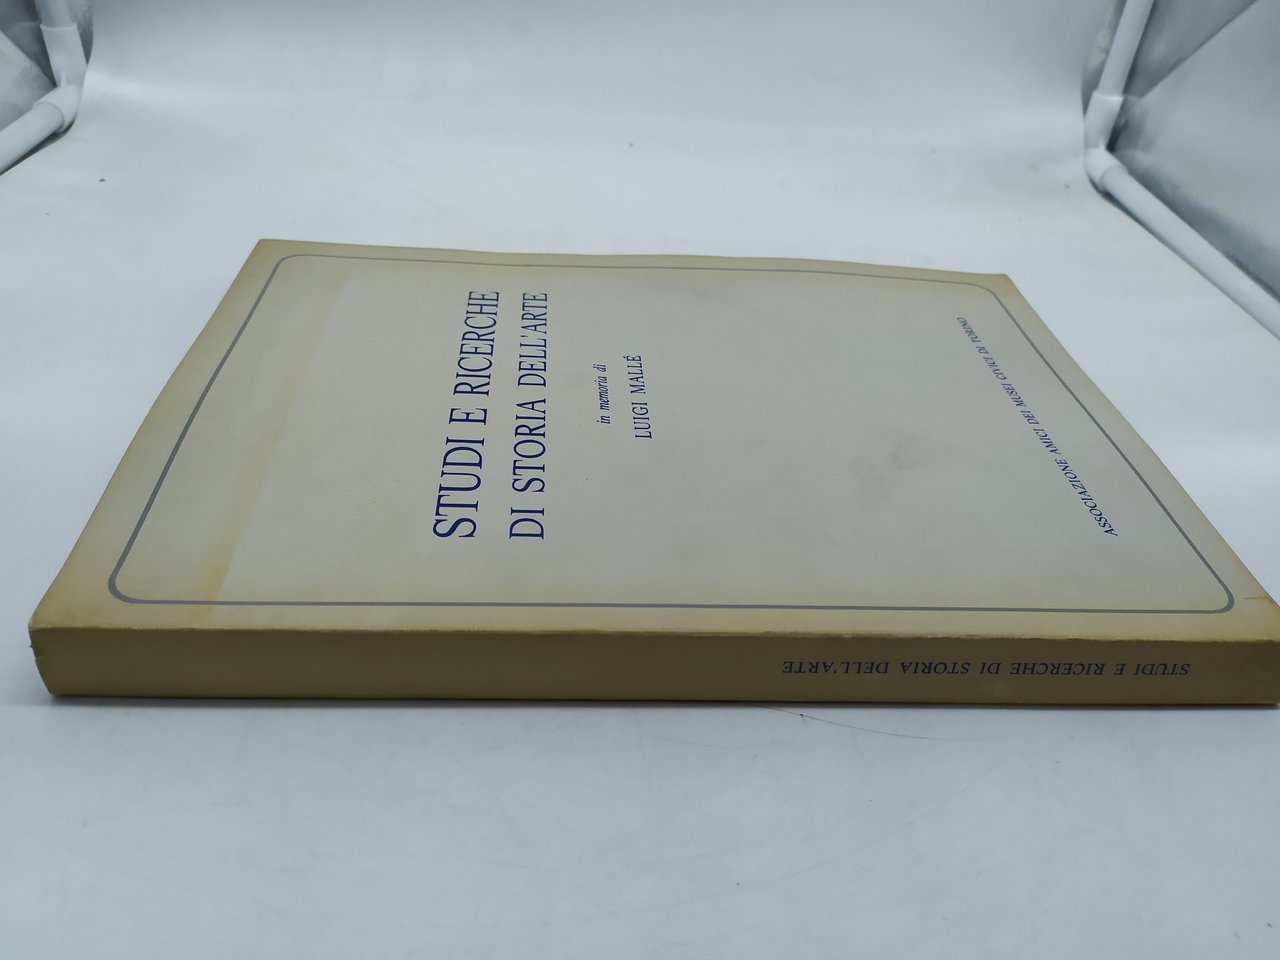 STUDI E RICERCHE
DI STORIA DELL'ARTE
in memoria di
LUIGI MALLÉ
ASSOCIAZIONE AMICI DEI MUSEI CIVICI DI TORINO
STUDI E RICERCHE DI STORIA DELL'ARTE